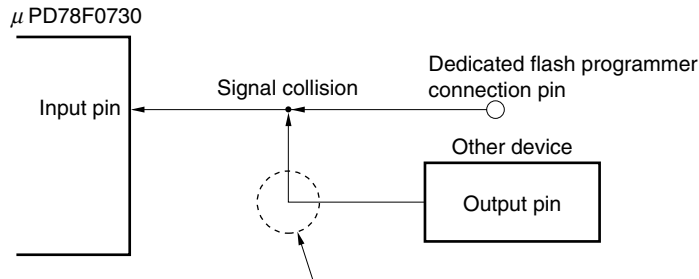 μ PD78F0730
Signal collision
Dedicated flash programmer
connection pin
Input pin
Other device
Output pin